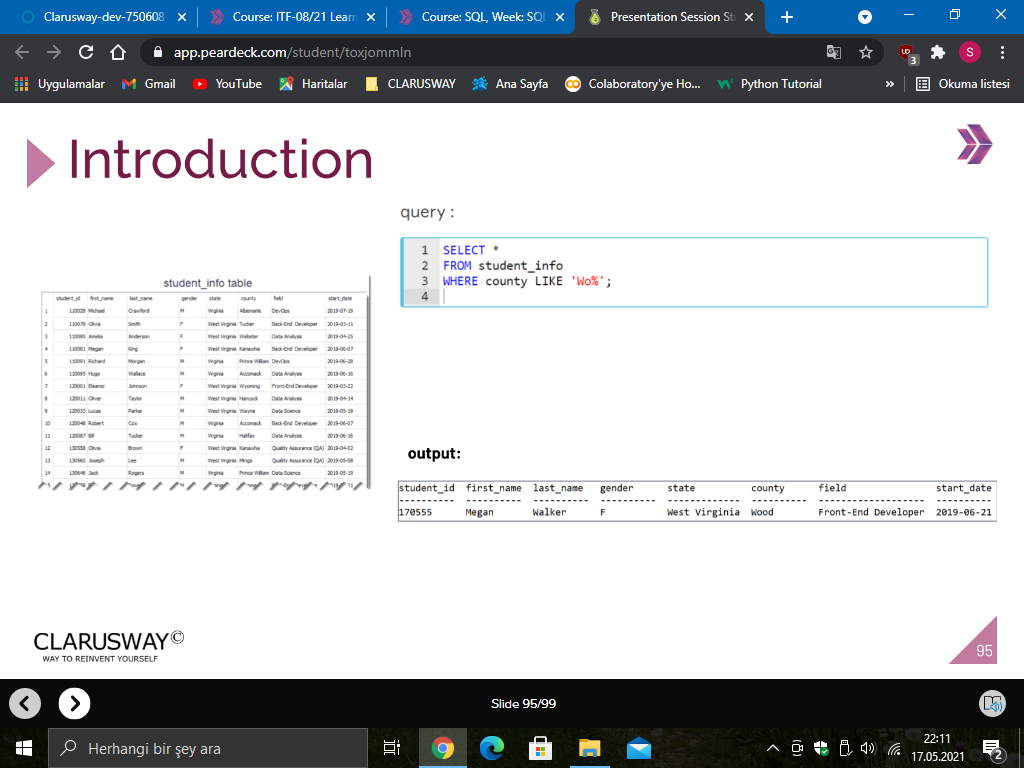 Clarusway-dev-750608
Course: ITF-08/21 Learn
Course: SQL, Week: SQL
Presentation Session St
app.peardeck.com/student/toxjommln
3
S
Uygulamalar
Gmail
YouTube
Haritalar
CLARUSWAY
Ana Sayfa
Colaboratory'ye Ho...
Python Tutorial
»
Okuma listesi
Introduction
query :
1 SELECT *
2 FROM student_info
3 WHERE county LIKE 'Wo%';
4
student_info table
student_id first_name last_name gender state county field start_date
1 110028 Michael Crawford M Virginia Albemarle DevOps 2019-07-19
2 110078 Olivia Smith F West Virginia Tucker Back-End Developer 2019-03-11
3 110080 Amelia Anderson F West Virginia Webster Data Analysis 2019-04-25
4 110081 Megan King F West Virginia Kanawha Back-End Developer 2019-06-07
5 110091 Richard Morgan M Virginia Prince William DevOps 2019-06-28
6 110095 Hugo Wallace M Virginia Accomack Data Analysis 2019-06-16
7 120001 Eleanor Johnson F West Virginia Wyoming Front-End Developer 2019-03-22
8 120011 Oliver Taylor M West Virginia Hancock Data Analysis 2019-04-14
9 120033 Lucas Parker M West Virginia Wayne Data Science 2019-05-19
10 120048 Robert Cox M Virginia Accomack Back-End Developer 2019-06-07
11 120087 Bill Tucker M Virginia Halifax Data Analysis 2019-06-16
12 130558 Olivia Brown F West Virginia Kanawha Quality Assurance (QA) 2019-04-02
13 130560 Joseph Lee M West Virginia Mingo Quality Assurance (QA) 2019-05-08
14 130646 Jack Rogers M Virginia Prince William Data Science 2019-05-19
output:
student_id first_name last_name gender state county field start_date
170555 Megan Walker F West Virginia Wood Front-End Developer 2019-06-21
CLARUSWAY©
WAY TO REINVENT YOURSELF
95
Slide 95/99
Herhangi bir şey ara
22:11
17.05.2021
2